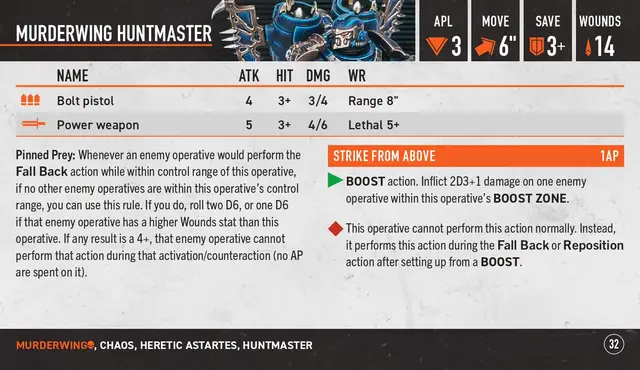 MURDERWING HUNTMASTER
APL
3
MOVE
6"
SAVE
3+
WOUNDS
14
NAME ATK HIT DMG WR
Bolt pistol 4 3+ 3/4 Range 8"
Power weapon 5 3+ 4/6 Lethal 5+
Pinned Prey: Whenever an enemy operative would perform the
Fall Back action while within control range of this operative,
if no other enemy operatives are within this operative's control
range, you can use this rule. If you do, roll two D6, or one D6
if that enemy operative has a higher Wounds stat than this
operative. If any result is a 4+, that enemy operative cannot
perform that action during that activation/counteraction (no AP
are spent on it).
STRIKE FROM ABOVE 1AP
BOOST action. Inflict 2D3+1 damage on one enemy
operative within this operative's BOOST ZONE.
This operative cannot perform this action normally. Instead,
it performs this action during the Fall Back or Reposition
action after setting up from a BOOST.
MURDERWING, CHAOS, HERETIC ASTARTES, HUNTMASTER
32